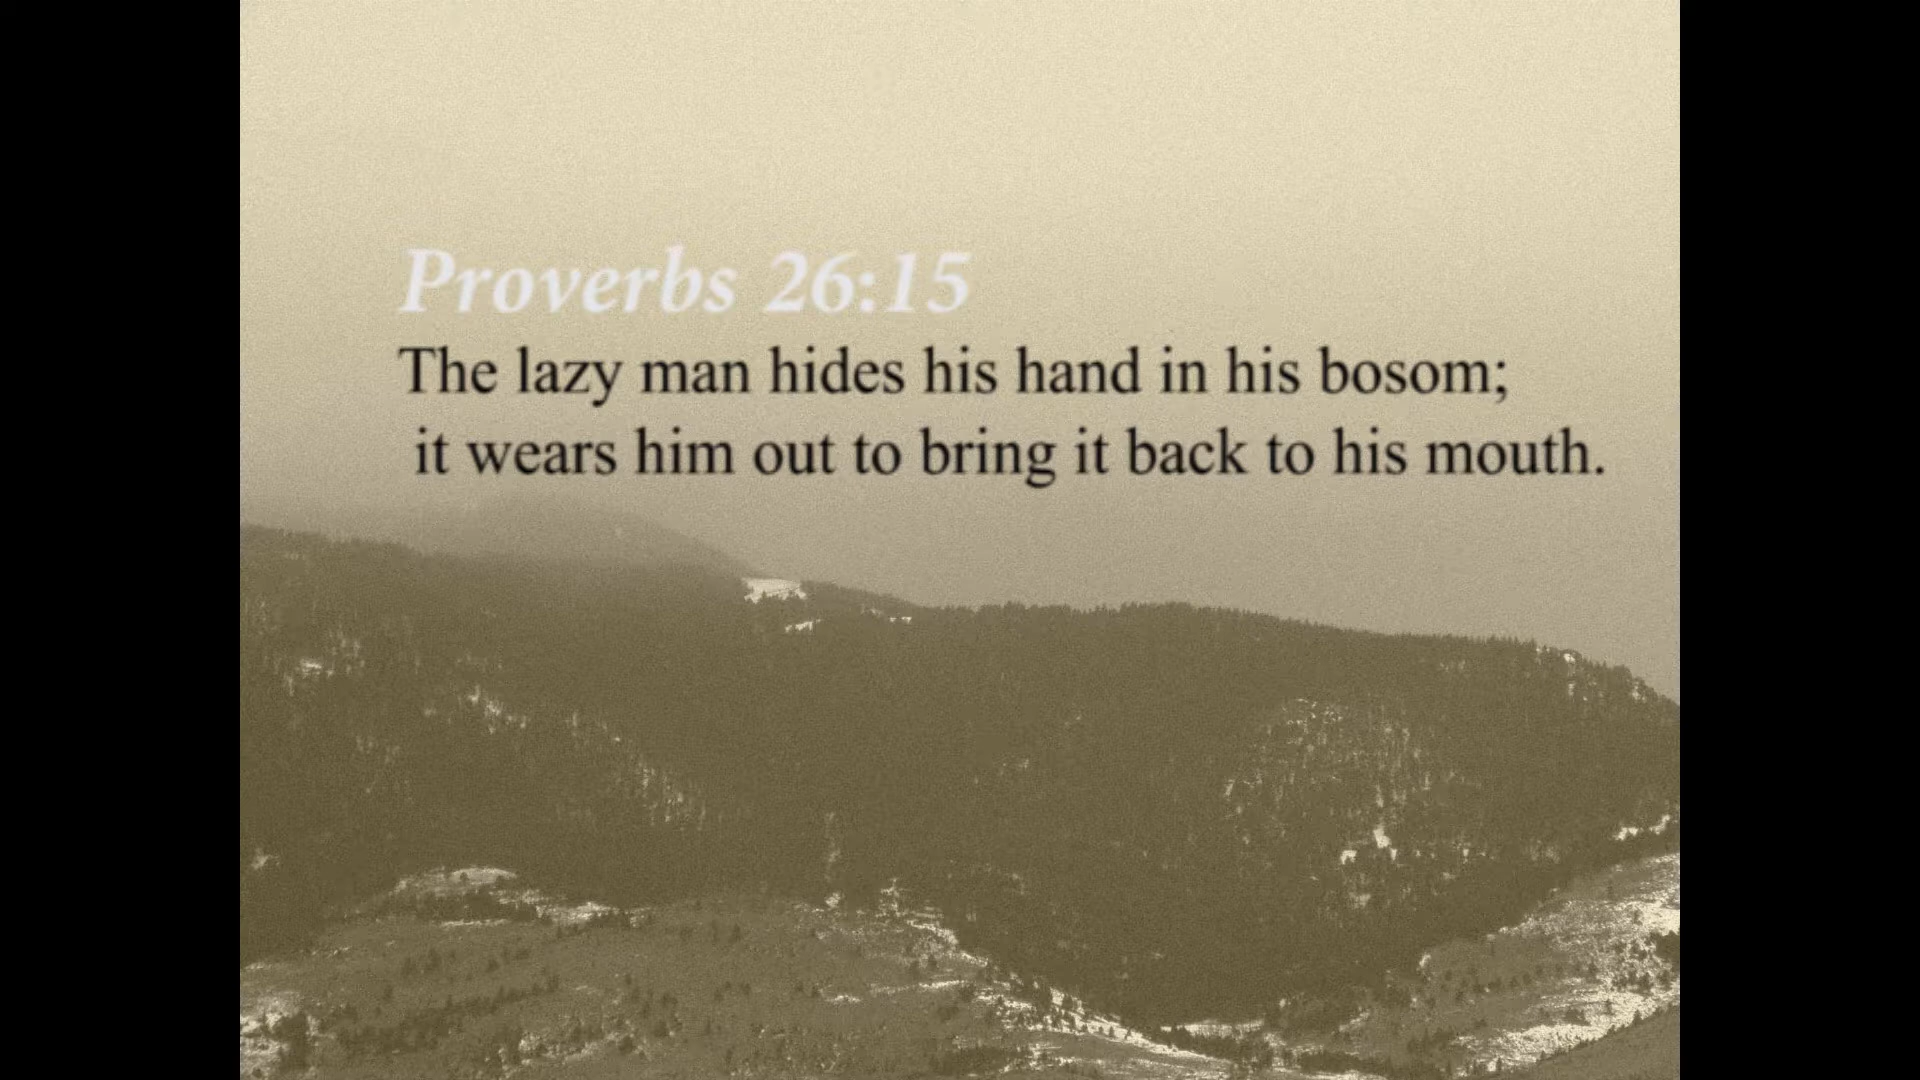 Proverbs 26:15
The lazy man hides his hand in his bosom;
it wears him out to bring it back to his mouth.